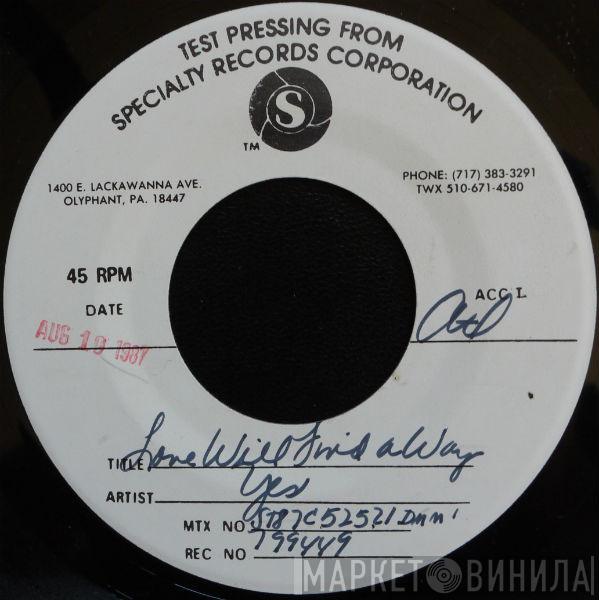 TEST PRESSING FROM
SPECIALTY RECORDS CORPORATION
S
TM
1400 E. LACKAWANNA AVE.
OLYPHANT, PA. 18447
PHONE: (717) 383-3291
TWX 510-671-4580
45 RPM
DATE
AUG 19 1987
ACC'T.
Atl
TITLE Love Will Find a Way
ARTIST Yes
MTX NO. ST87C52521
REC NO 799449
МАРКЕТ ВИНИЛА